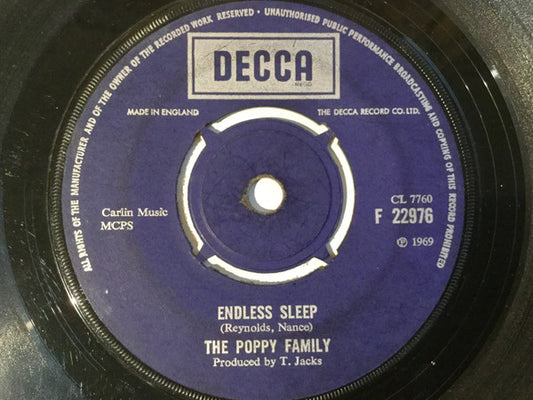 ALL RIGHTS OF THE MANUFACTURER AND OF THE OWNER OF THE RECORDED WORK RESERVED · UNAUTHORISED PUBLIC PERFORMANCE BROADCASTING AND COPYING OF THIS RECORD PROHIBITED
DECCA
MADE IN ENGLAND
THE DECCA RECORD CO. LTD.
Carlin Music
MCPS
CL 7760
F 22976
Ⓟ 1969
ENDLESS SLEEP
(Reynolds, Nance)
THE POPPY FAMILY
Produced by T. Jacks